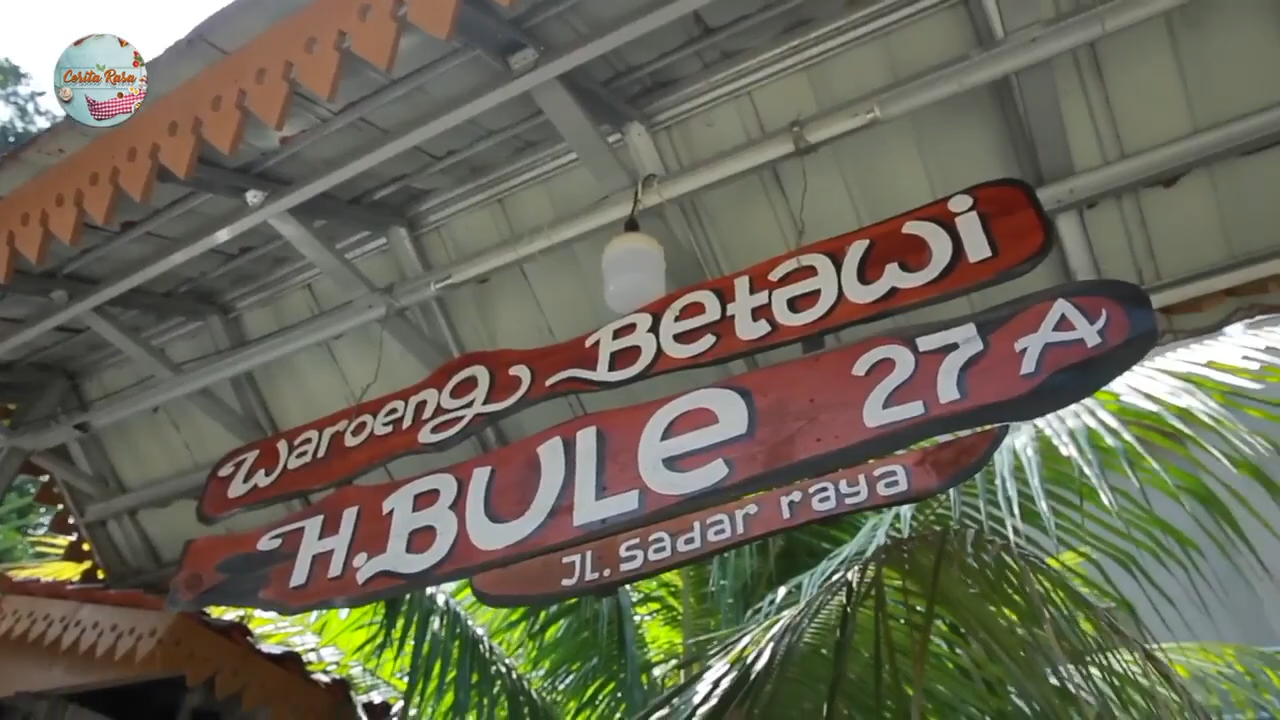 Cerita Rasa
Waroeng Betawi
H. BULE 27 A
JL. Sadar raya